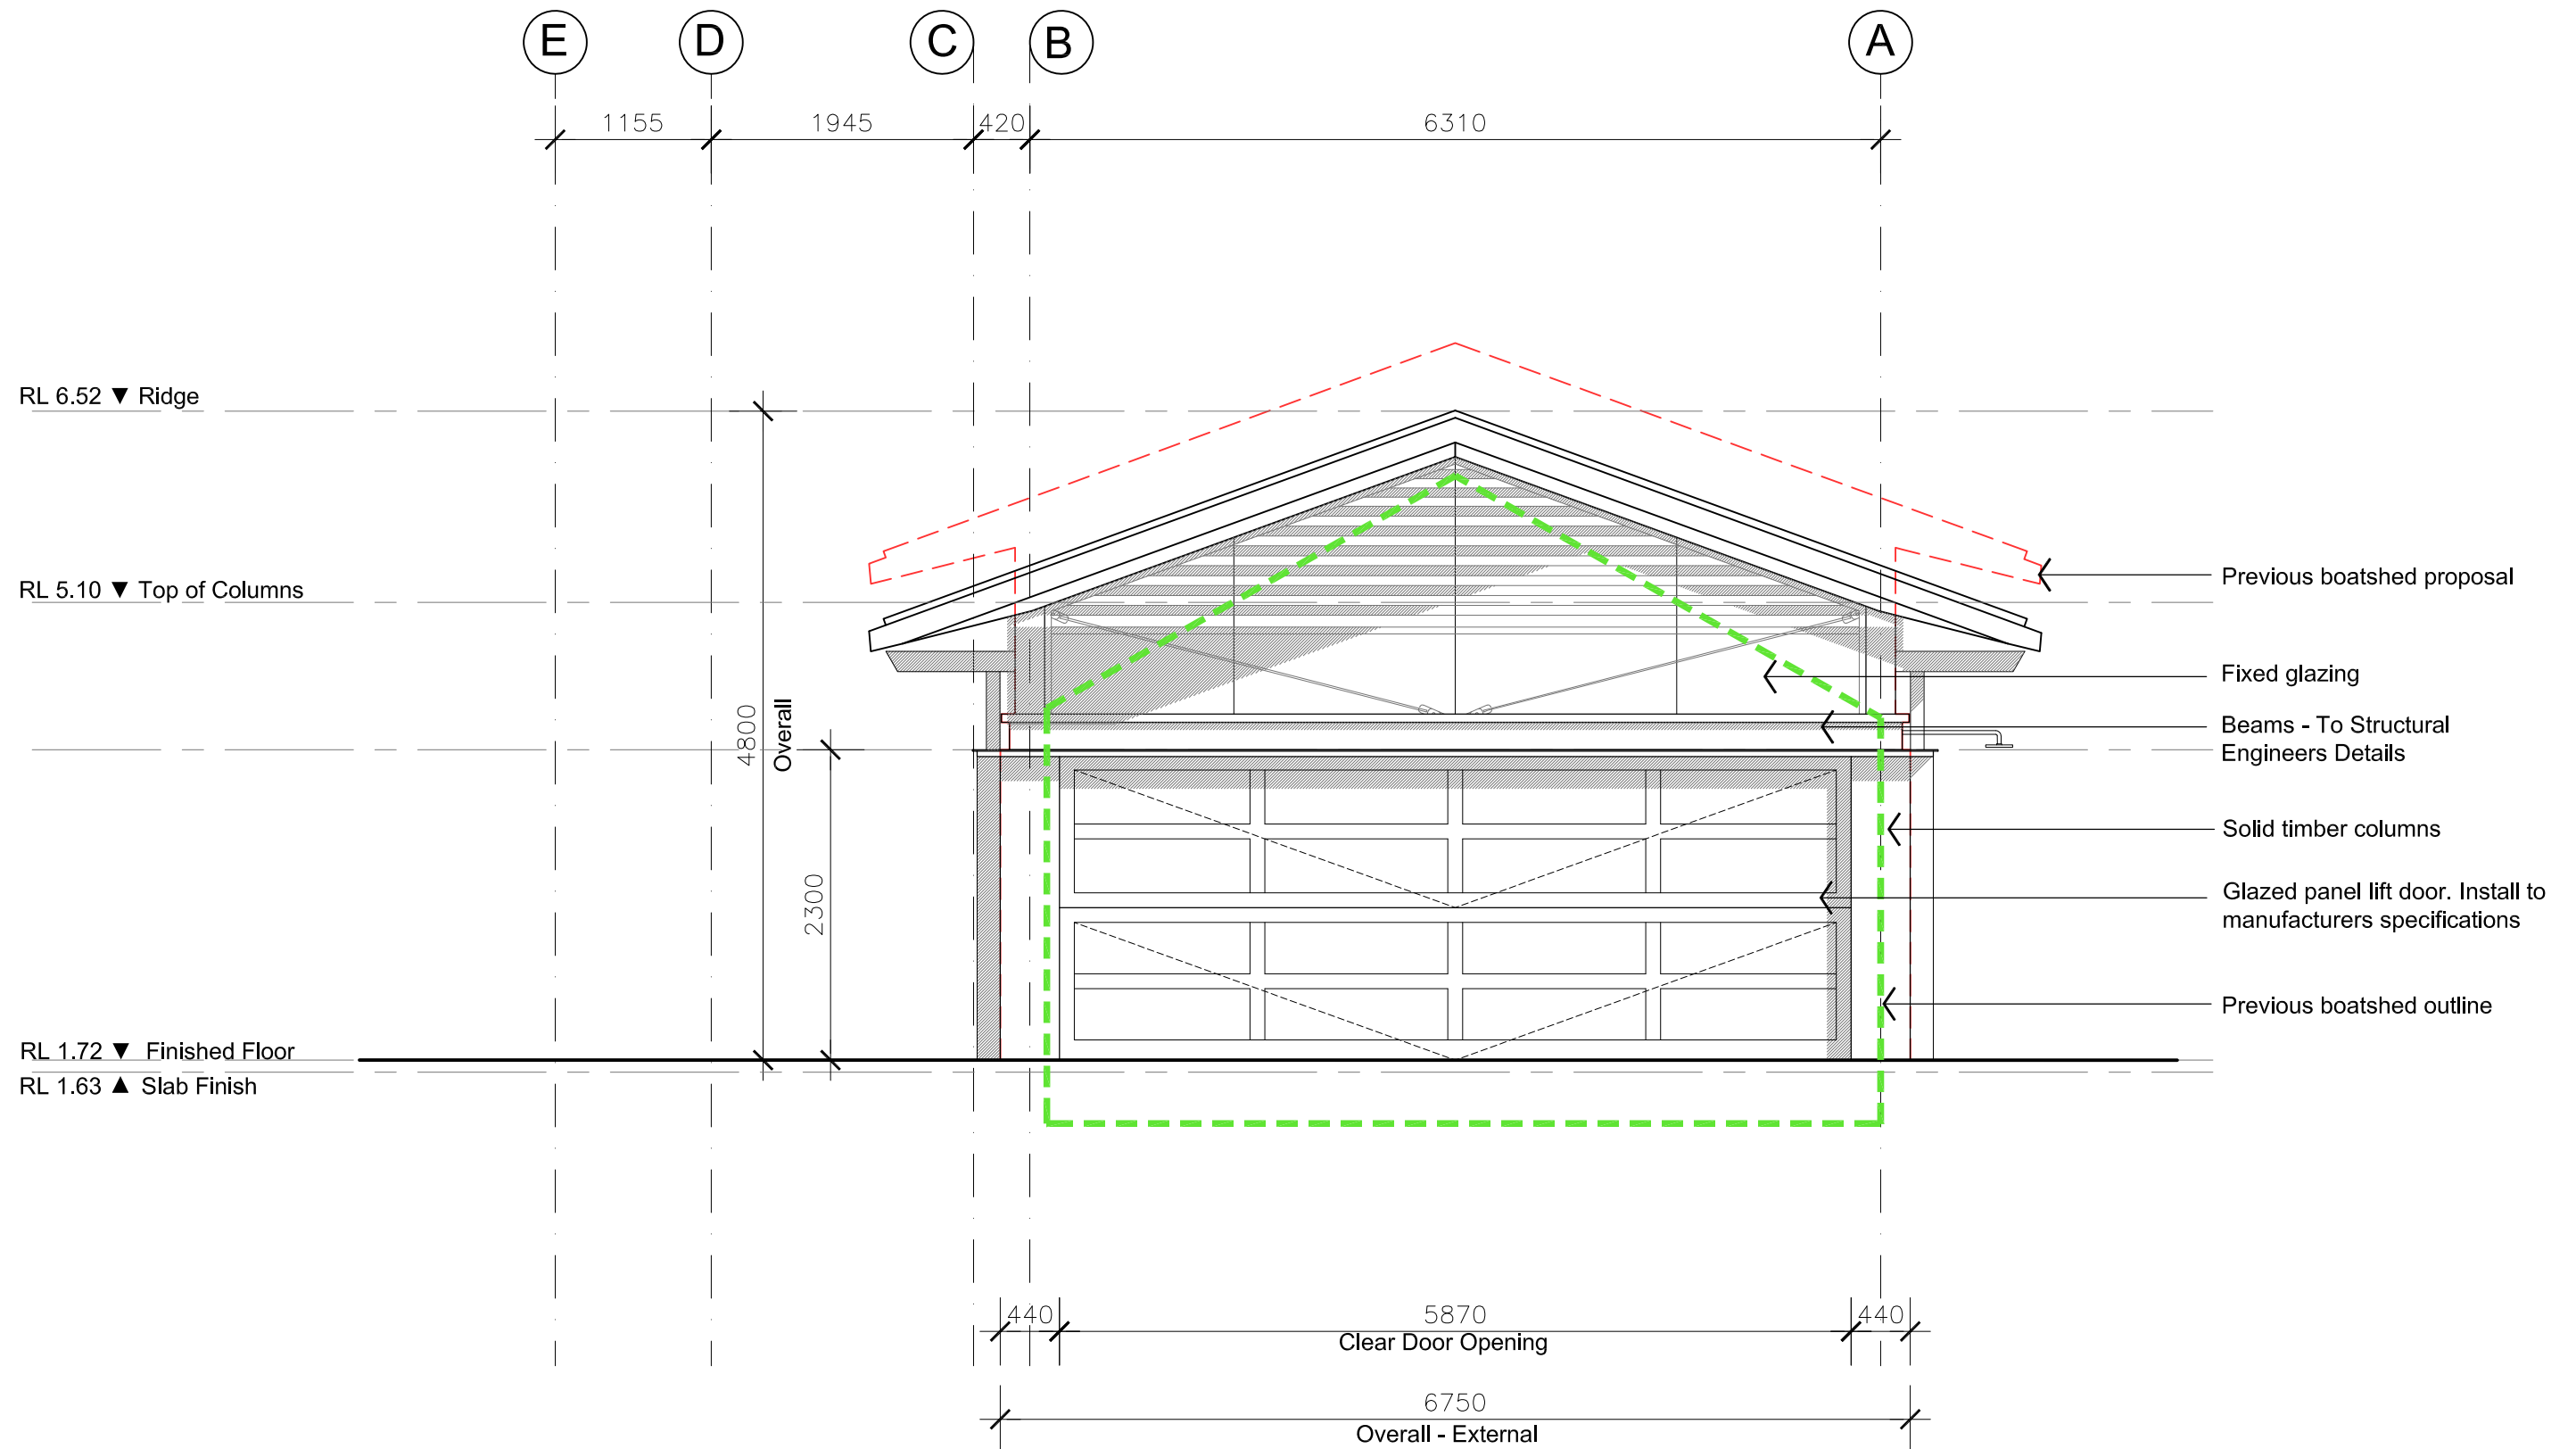 E D C B A
1155 1945 420 6310
RL 6.52 ▼ Ridge
RL 5.10 ▼ Top of Columns
Previous boatshed proposal
Fixed glazing
4800
Overall
Beams - To Structural
Engineers Details
2300
Solid timber columns
Glazed panel lift door. Install to
manufacturers specifications
Previous boatshed outline
RL 1.72 ▼ Finished Floor
RL 1.63 ▲ Slab Finish
440 5870 440
Clear Door Opening
6750
Overall - External